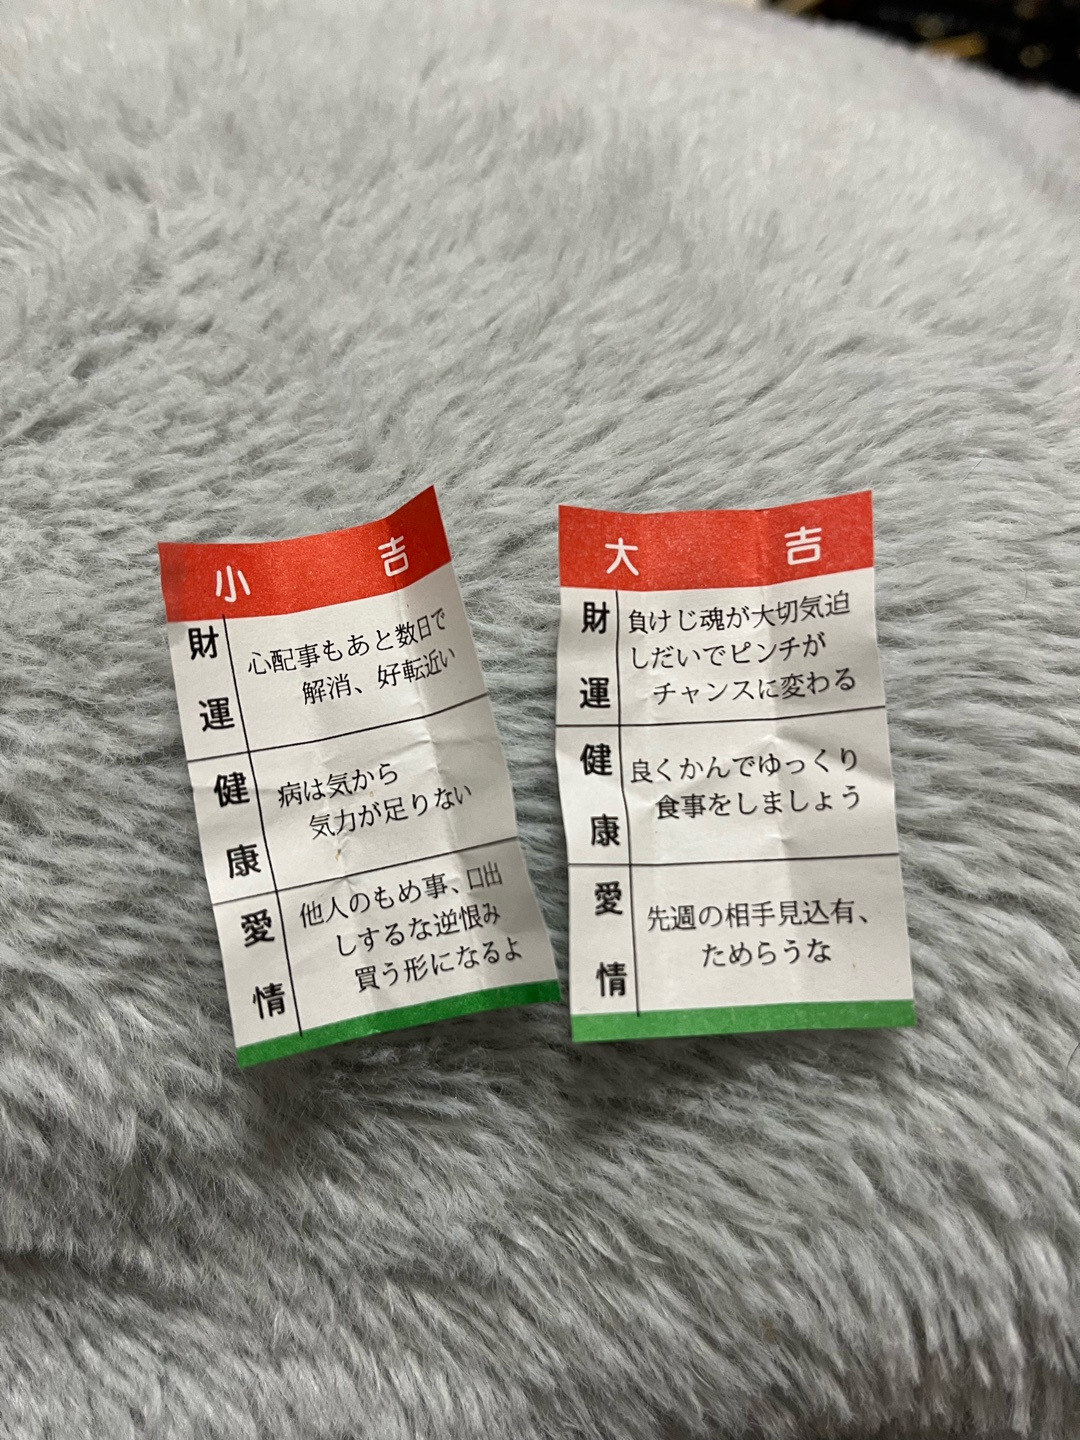 小吉
財運
心配事もあと数日で
解消、好転近い
健康
病は気から
気力が足りない
愛情
他人のもめ事、口出
しするな逆恨み
買う形になるよ
大吉
財運
負けじ魂が大切気迫
しだいでピンチが
チャンスに変わる
健康
良くかんでゆっくり
食事をしましょう
愛情
先週の相手見込有、
ためらうな